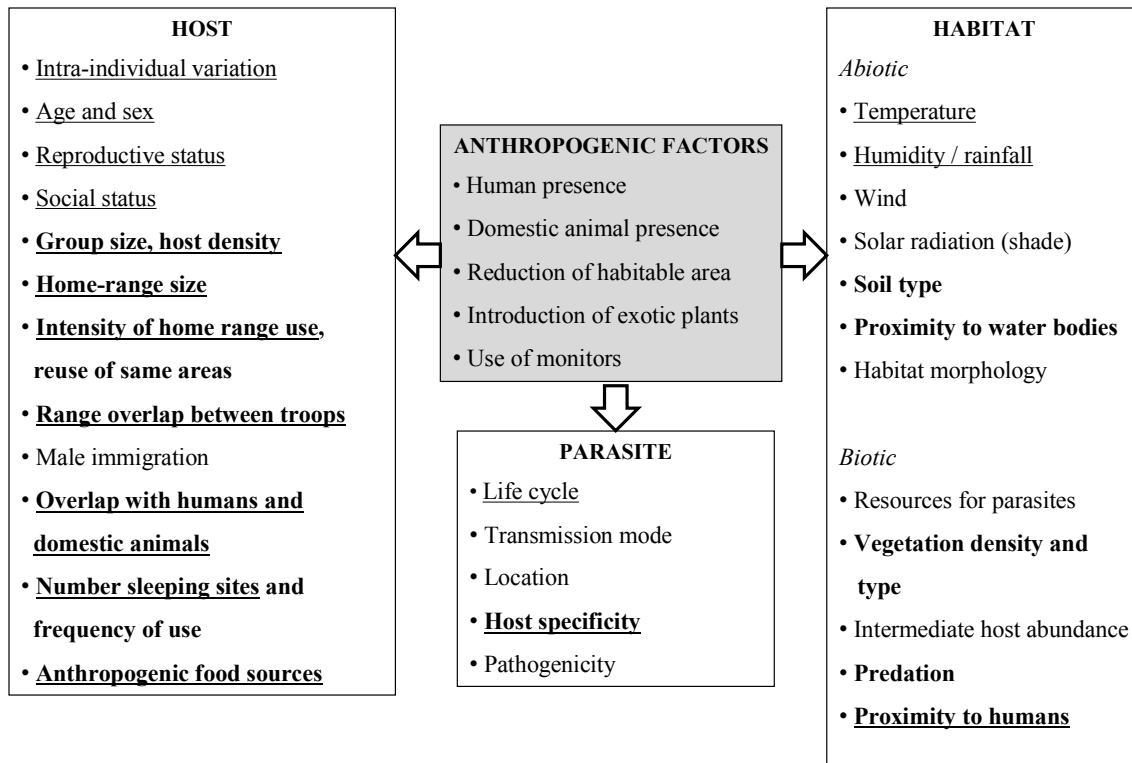 HOST
• Intra-individual variation
• Age and sex
• Reproductive status
• Social status
• Group size, host density
• Home-range size
• Intensity of home range use,
reuse of same areas
• Range overlap between troops
• Male immigration
• Overlap with humans and
domestic animals
• Number sleeping sites and
frequency of use
• Anthropogenic food sources
ANTHROPOGENIC FACTORS
• Human presence
• Domestic animal presence
• Reduction of habitable area
• Introduction of exotic plants
• Use of monitors
PARASITE
• Life cycle
• Transmission mode
• Location
• Host specificity
• Pathogenicity
HABITAT
Abiotic
• Temperature
• Humidity / rainfall
• Wind
• Solar radiation (shade)
• Soil type
• Proximity to water bodies
• Habitat morphology
Biotic
• Resources for parasites
• Vegetation density and
type
• Intermediate host abundance
• Predation
• Proximity to humans